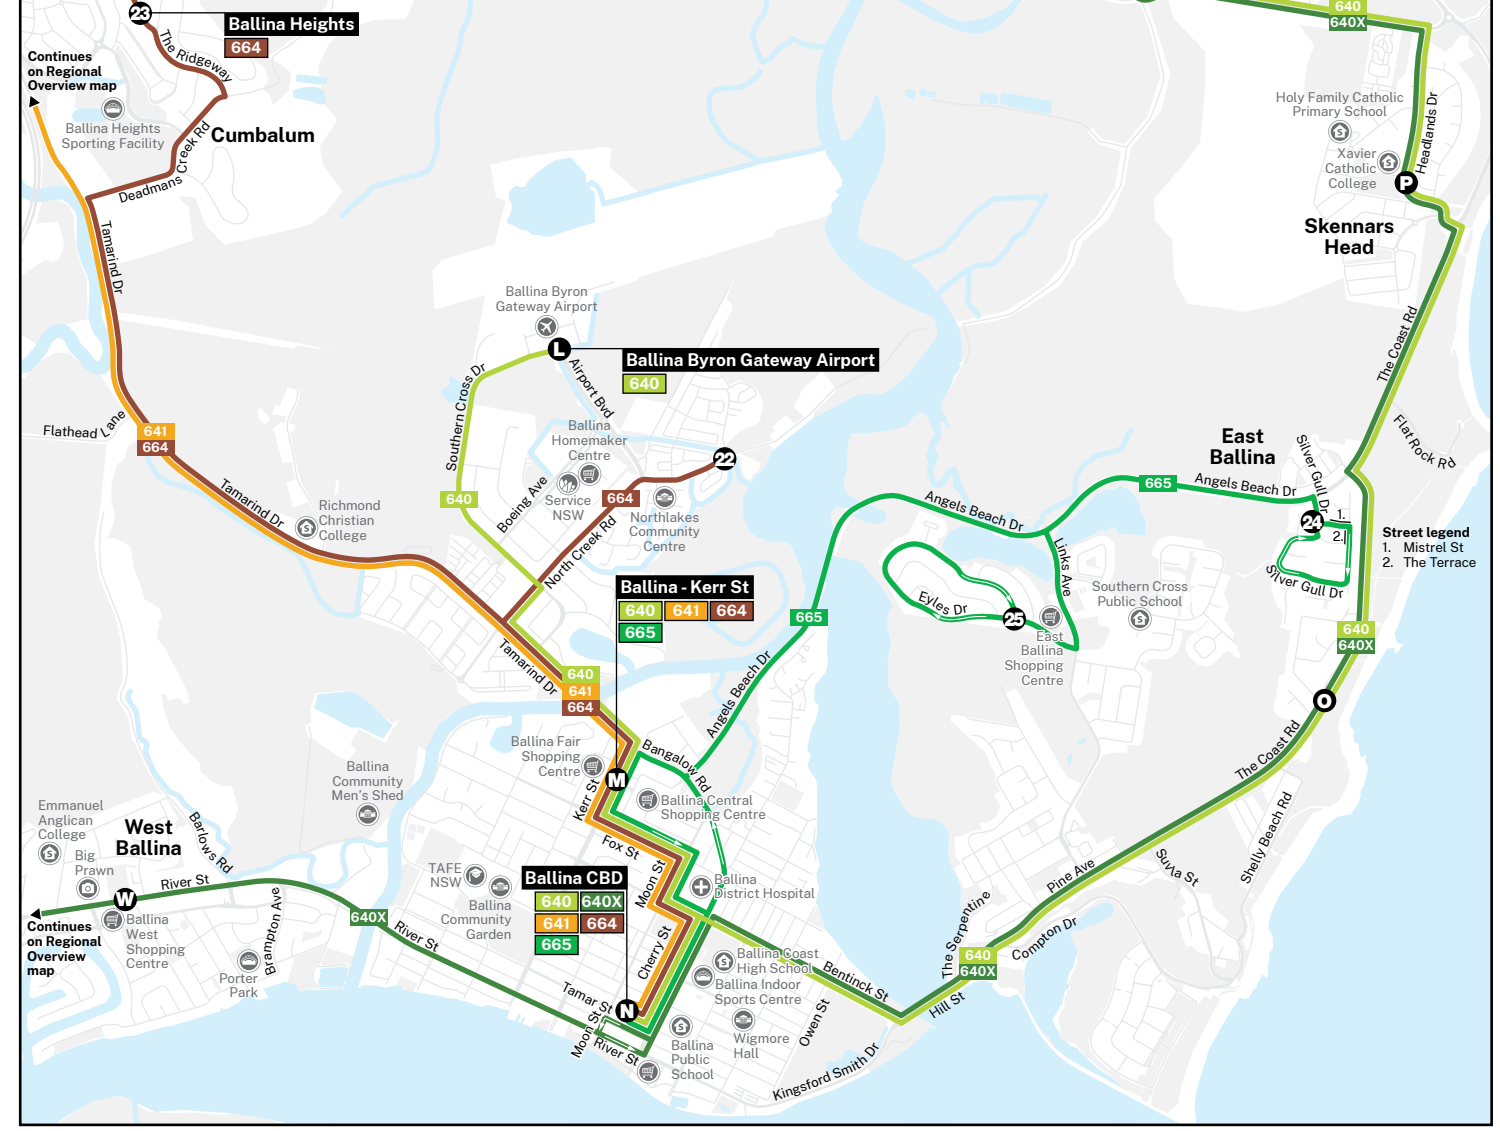 23
Ballina Heights
664
The Ridgeway
Continues
on Regional
Overview map
Ballina Heights
Sporting Facility
Cumbalum
Deadmans Creek Rd
Tamarind Dr
640
640X
Holy Family Catholic
Primary School
Xavier
Catholic
College
Headlands Dr
P
Skennars
Head
The Coast Rd
Ballina Byron
Gateway Airport
L
Ballina Byron Gateway Airport
640
Airport Bvd
Southern Cross Dr
Flathead Lane
641
664
Tamarind Dr
Richmond
Christian
College
640
Boeing Ave
Ballina
Homemaker
Centre
Service
NSW
22
664
North Creek Rd
Northlakes
Community
Centre
Flat Rock Rd
East
Ballina
Silver Gull Dr
Angels Beach Dr
665
Angels Beach Dr
24
1.
2.
Street legend
1. Mistrel St
2. The Terrace
Silver Gull Dr
Links Ave
Southern Cross
Public School
Eyles Dr
25
East
Ballina
Shopping
Centre
640
640X
O
The Coast Rd
Ballina - Kerr St
640 641 664
665
665
Angels Beach Dr
Tamarind Dr
640
641
664
Ballina Fair
Shopping
Centre
M
Kerr St
Bangalow Rd
Ballina Central
Shopping Centre
Fox St
Moon St
Ballina
District Hospital
Ballina
Community
Men's Shed
Emmanuel
Anglican
College
West
Ballina
Big
Prawn
Barlows Rd
W
River St
Continues
on Regional
Overview
map
Ballina
West
Shopping
Centre
Brampton Ave
Porter
Park
640X
River St
TAFE
NSW
Ballina
Community
Garden
Ballina CBD
640 640X
641 664
665
Cherry St
Tamar St
N
Moon St
River St
Ballina Coast
High School
Ballina Indoor
Sports Centre
Wigmore
Hall
Ballina
Public
School
Bentinck St
Owen St
Kingsford Smith Dr
Hill St
The Serpentine
640
640X
Compton Dr
Pine Ave
Suvla St
Shelly Beach Rd